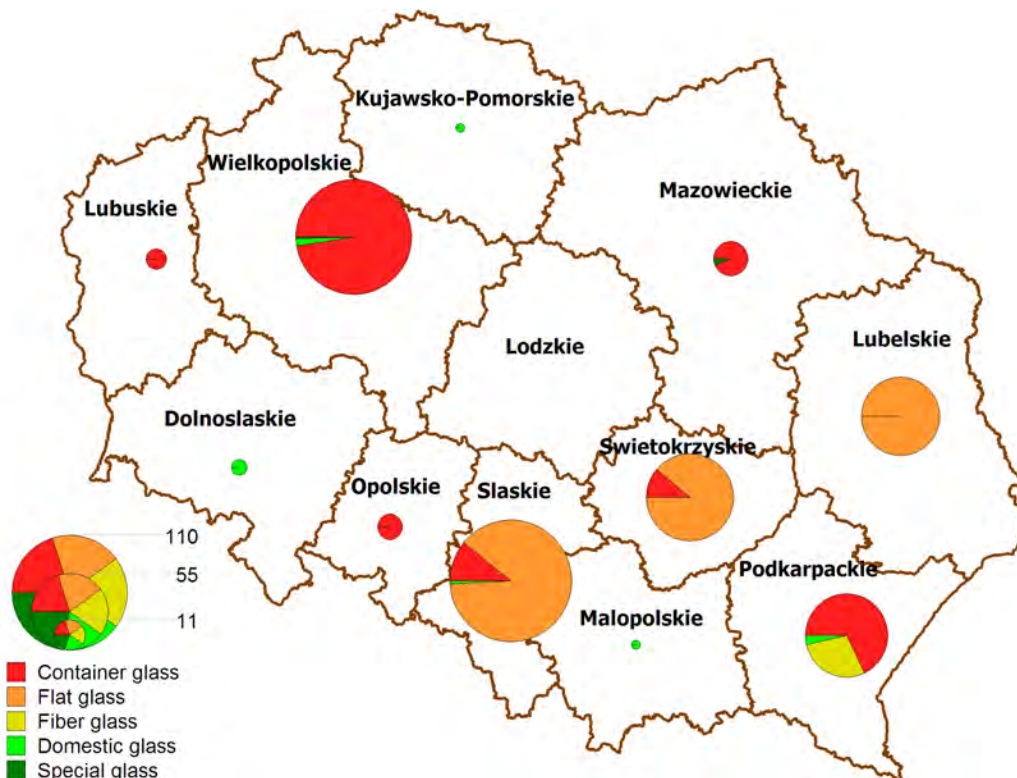 Kujawsko-Pomorskie
Wielkopolskie
Mazowieckie
Lubuskie
Lubelskie
Lodzkie
Dolnoslaskie
Swietokrzyskie
Opolskie
Slaskie
110
55
Podkarpackie
11
Malopolskie
Container glass
Flat glass
Fiber glass
Domestic glass
Special glass